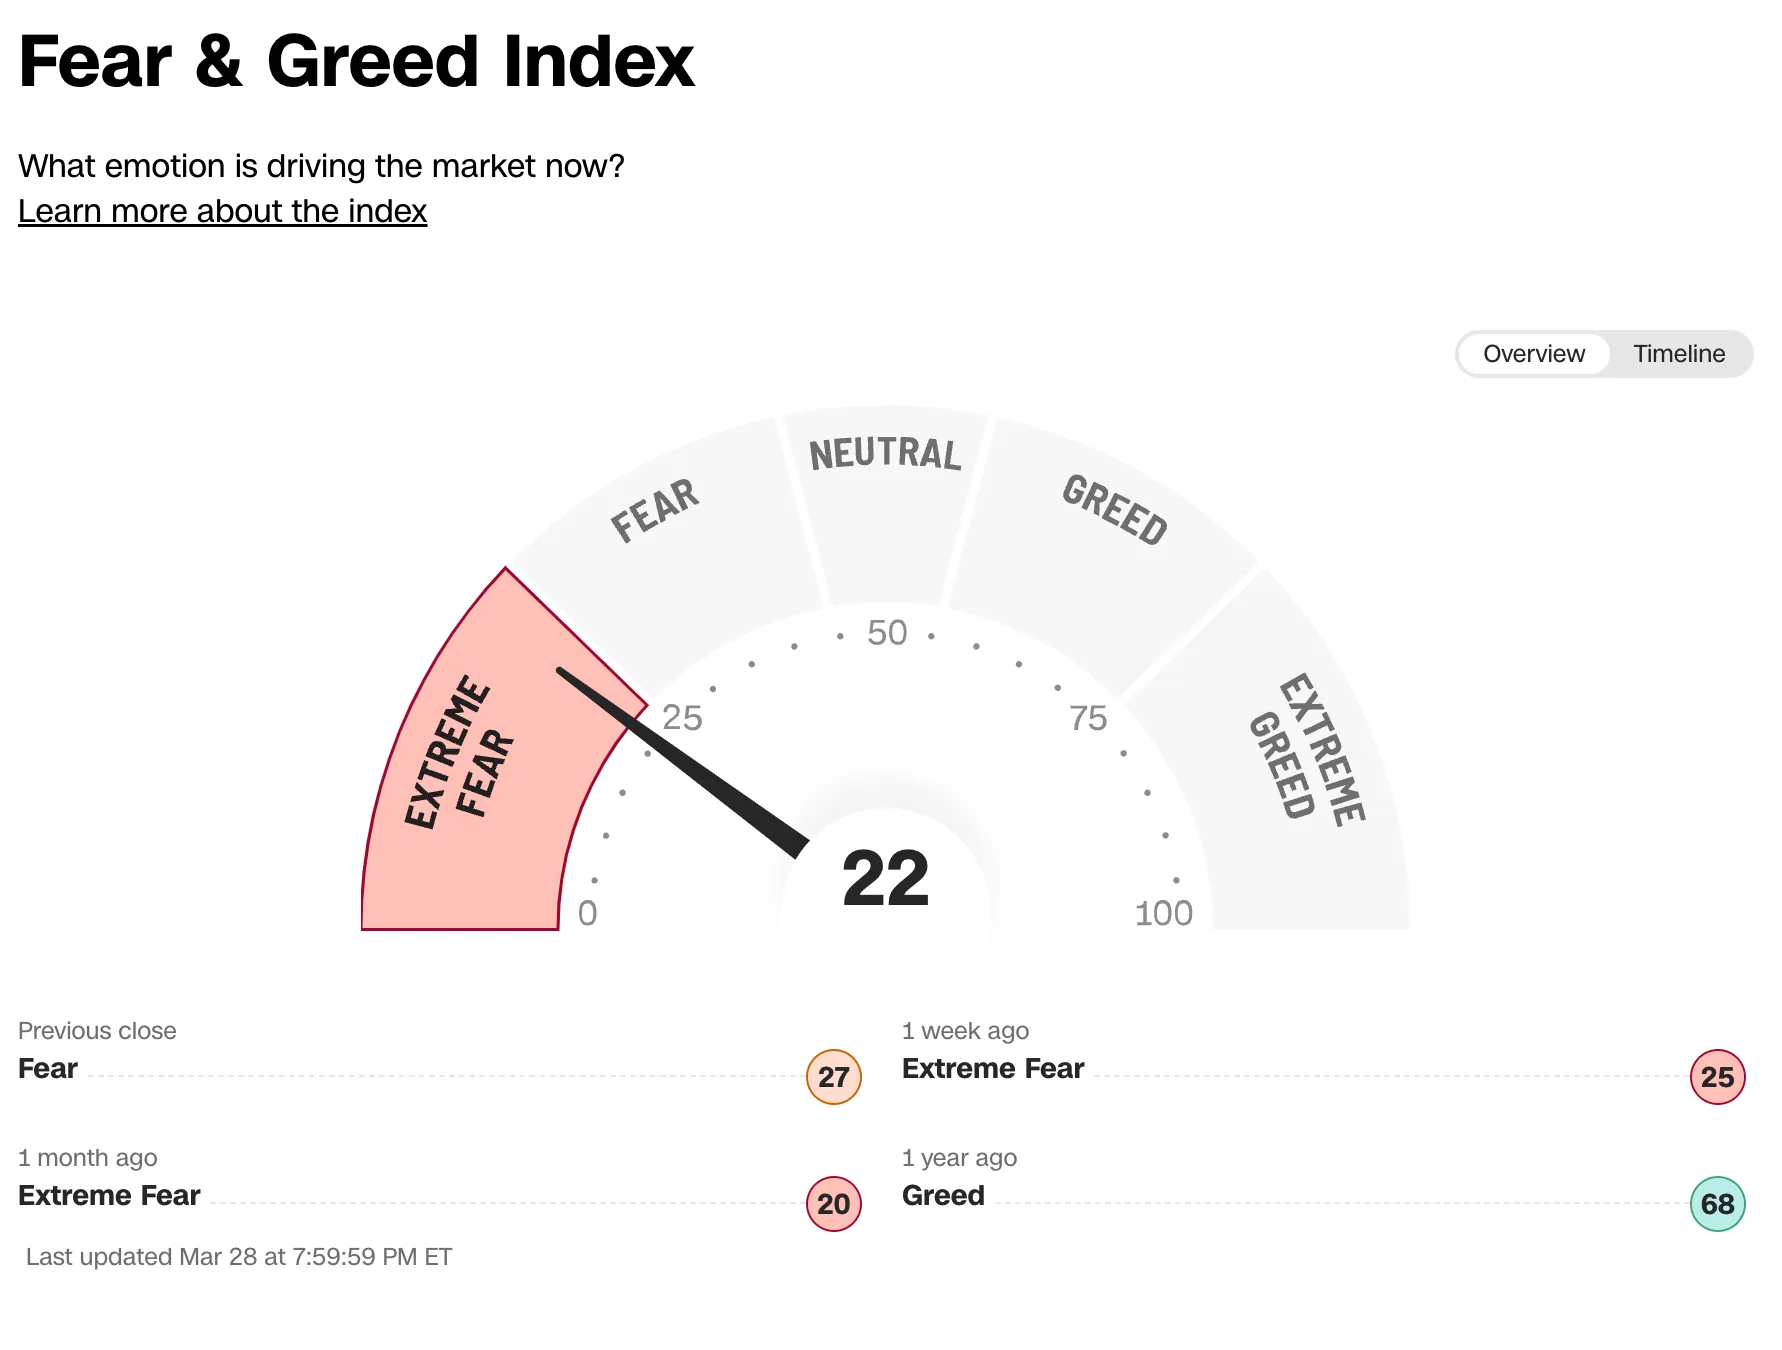 Fear & Greed Index
What emotion is driving the market now?
Learn more about the index
Overview
Timeline
EXTREME
FEAR
FEAR
NEUTRAL
GREED
EXTREME
GREED
0
25
50
75
100
22
Previous close
Fear
27
1 week ago
Extreme Fear
25
1 month ago
Extreme Fear
20
1 year ago
Greed
68
Last updated Mar 28 at 7:59:59 PM ET